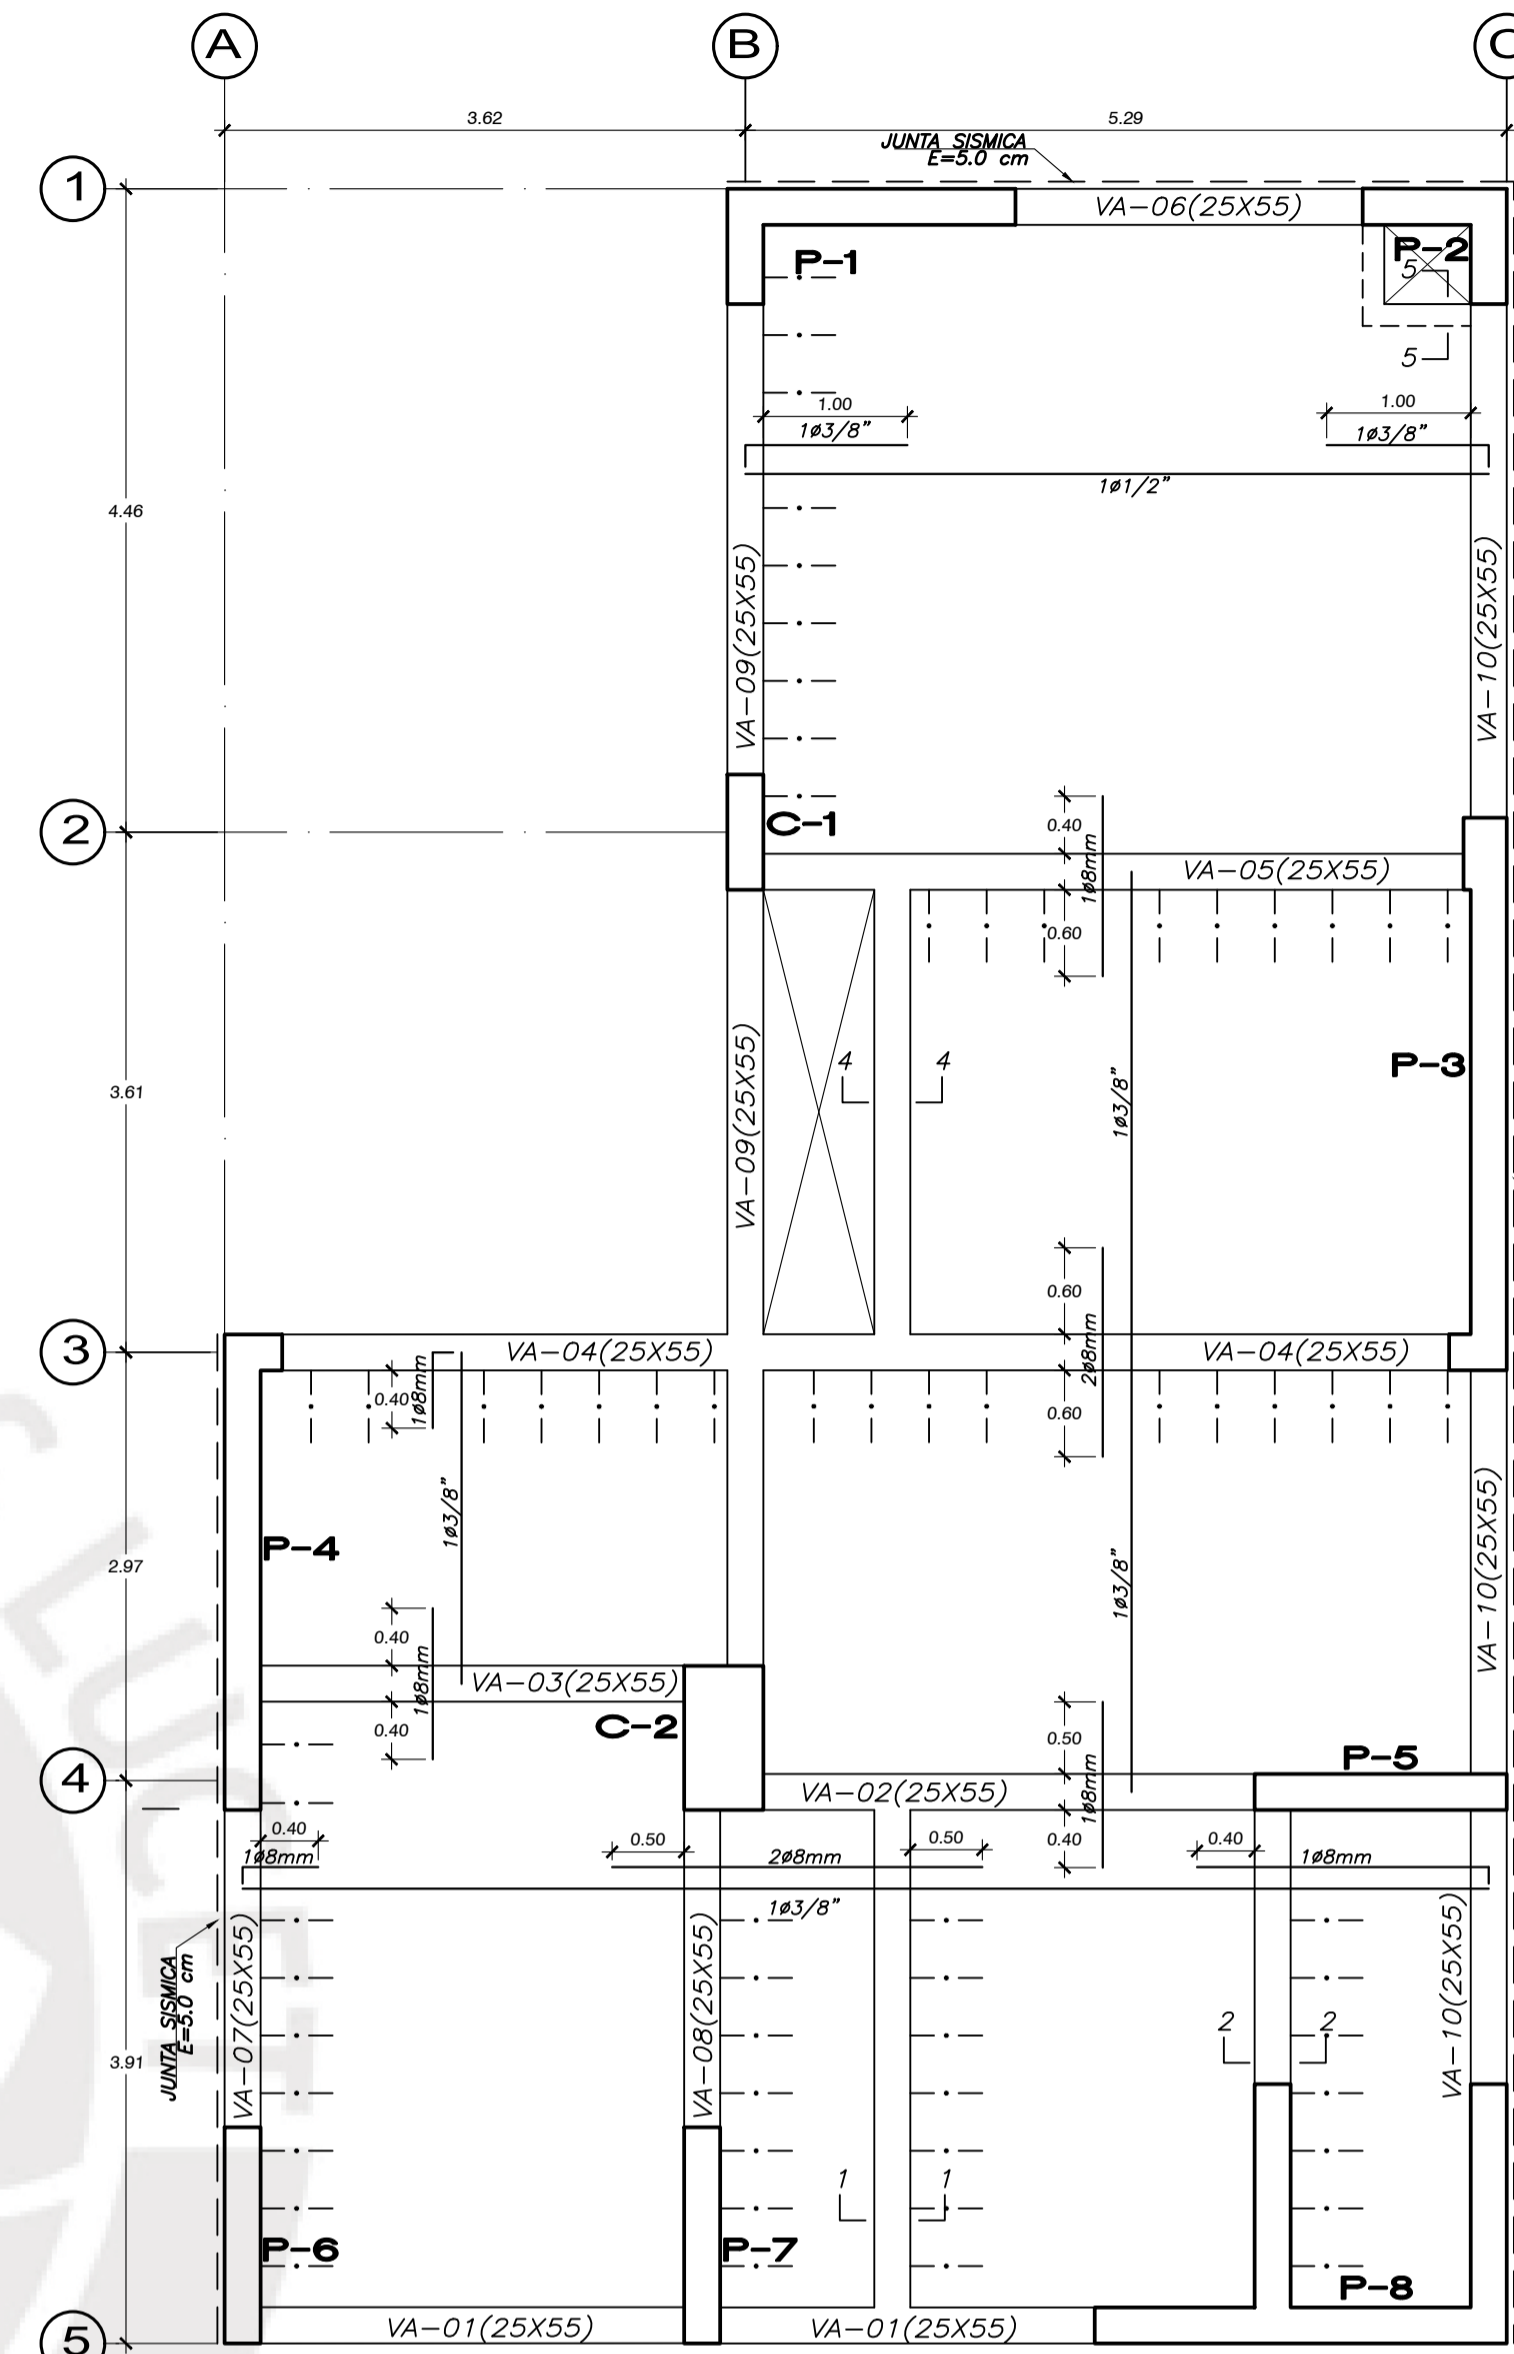 A
B
3.62
5.29
JUNTA SISMICA
E=5.0 cm
1
VA-06(25X55)
P-1
P-2
5
5
1.00
1ø3/8"
1.00
1ø3/8"
1ø1/2"
4.46
VA-09(25X55)
VA-10(25X55)
2
C-1
0.40
1ø8mm
VA-05(25X55)
0.60
4
4
P-3
3.61
VA-09(25X55)
1ø3/8"
0.60
3
VA-04(25X55)
2ø8mm
VA-04(25X55)
0.40
1ø8mm
0.60
1ø3/8"
P-4
2.97
1ø3/8"
VA-10(25X55)
0.40
1ø8mm
VA-03(25X55)
0.40
C-2
0.50
P-5
4
VA-02(25X55)
1ø8mm
0.40
1ø8mm
0.50
2ø8mm
0.50
0.40
0.40
1ø8mm
1ø3/8"
JUNTA SISMICA
E=5.0 cm
VA-07(25X55)
VA-08(25X55)
VA-10(25X55)
3.91
2
2
1
1
P-6
P-7
P-8
VA-01(25X55)
VA-01(25X55)
5
LUCET